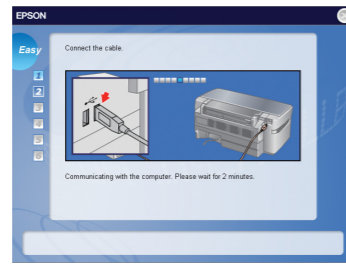 EPSON
Easy
Connect the cable.
1
2
3
4
5
6
Communicating with the computer. Please wait for 2 minutes.